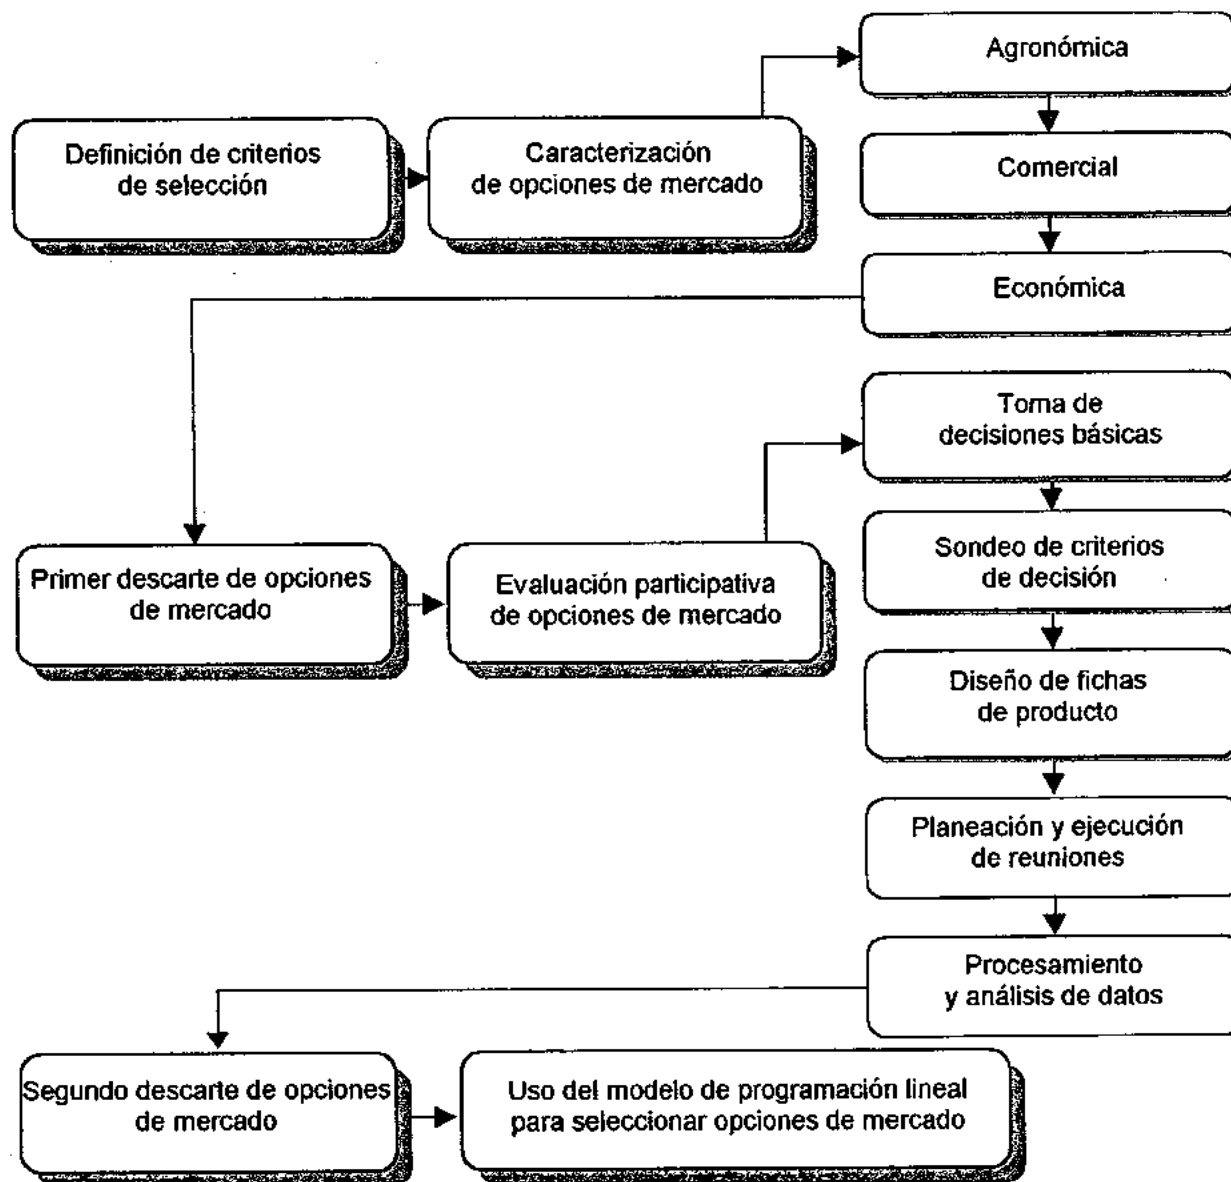 Definición de criterios
de selección
Caracterización
de opciones de mercado
Agronómica
Comercial
Económica
Primer descarte de opciones
de mercado
Evaluación participativa
de opciones de mercado
Toma de
decisiones básicas
Sondeo de criterios
de decisión
Diseño de fichas
de producto
Planeación y ejecución
de reuniones
Procesamiento
y análisis de datos
Segundo descarte de opciones
de mercado
Uso del modelo de programación lineal
para seleccionar opciones de mercado